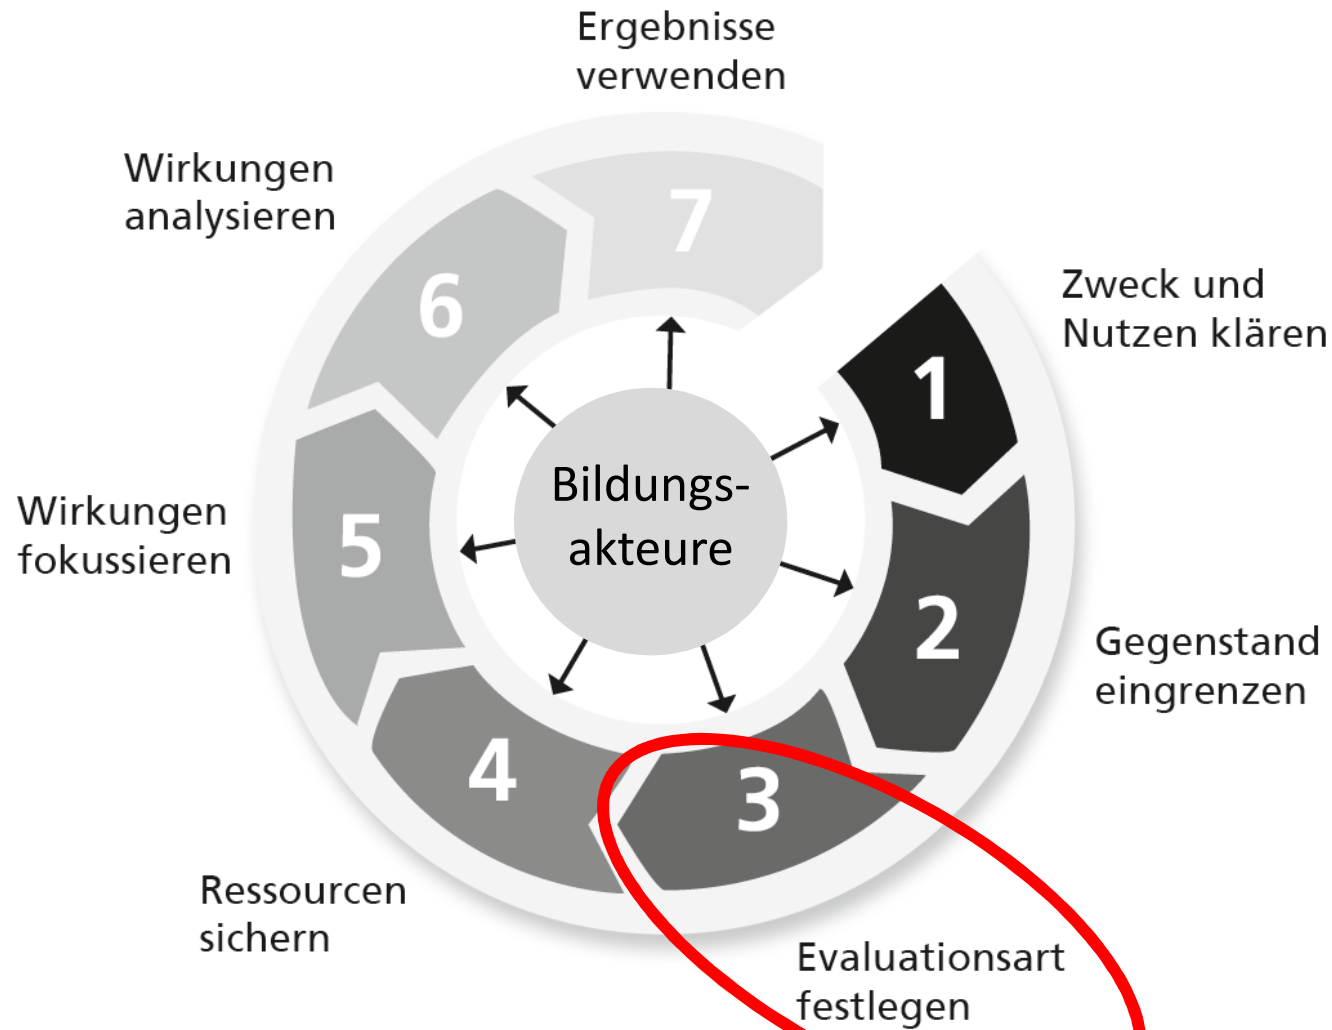 Ergebnisse
verwenden
Wirkungen
analysieren
7
6
Zweck und
Nutzen klären
1
Bildungs-
akteure
Wirkungen
fokussieren
5
2
Gegenstand
eingrenzen
4
3
Ressourcen
sichern
Evaluationsart
festlegen